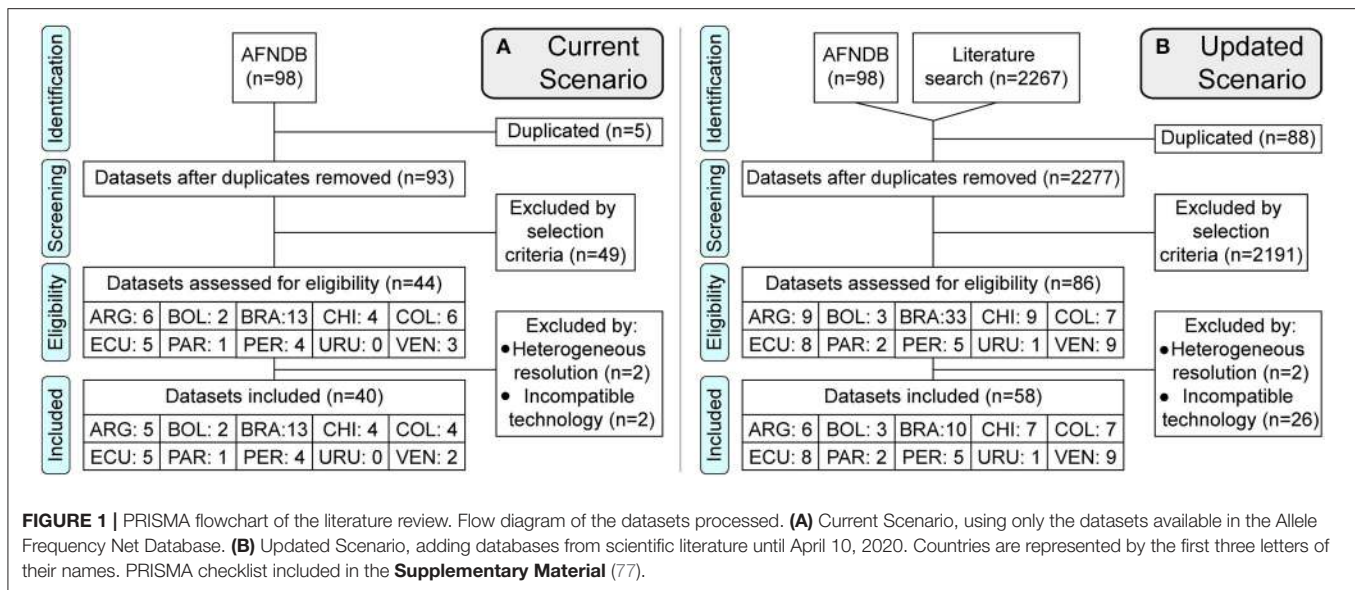 Identification
Screening
Eligibility
Included
AFNDB
(n=98)
A Current
Scenario
Duplicated (n=5)
Datasets after duplicates removed (n=93)
Excluded by
selection
criteria (n=49)
Datasets assessed for eligibility (n=44)
ARG: 6 BOL: 2 BRA:13 CHI: 4 COL: 6
ECU: 5 PAR: 1 PER: 4 URU: 0 VEN: 3
Excluded by:
● Heterogeneous
resolution
(n=2)
● Incompatible
technology
(n=2)
Datasets included (n=40)
ARG: 5 BOL: 2 BRA:13 CHI: 4 COL: 4
ECU: 5 PAR: 1 PER: 4 URU: 0 VEN: 2
Identification
Screening
Eligibility
Included
AFNDB
(n=98)
Literature
search (n=2267)
B Updated
Scenario
Duplicated (n=88)
Datasets after duplicates removed (n=2277)
Excluded by
selection
criteria (n=2191)
Datasets assessed for eligibility (n=86)
ARG: 9 BOL: 3 BRA:33 CHI: 9 COL: 7
ECU: 8 PAR: 2 PER: 5 URU: 1 VEN: 9
Excluded by:
● Heterogeneous
resolution
(n=2)
● Incompatible
technology
(n=26)
Datasets included (n=58)
ARG: 6 BOL: 3 BRA:10 CHI: 7 COL: 7
ECU: 8 PAR: 2 PER: 5 URU: 1 VEN: 9
FIGURE 1 | PRISMA flowchart of the literature review. Flow diagram of the datasets processed. (A) Current Scenario, using only the datasets available in the Allele
Frequency Net Database. (B) Updated Scenario, adding databases from scientific literature until April 10, 2020. Countries are represented by the first three letters of
their names. PRISMA checklist included in the Supplementary Material (77).